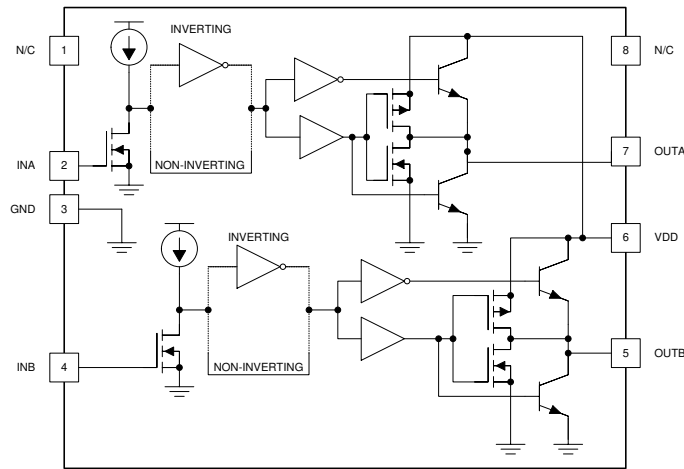 INVERTING
N/C 1
8 N/C
INA 2
NON-INVERTING
7 OUTA
GND 3
INVERTING
6 VDD
INB 4
NON-INVERTING
5 OUTB